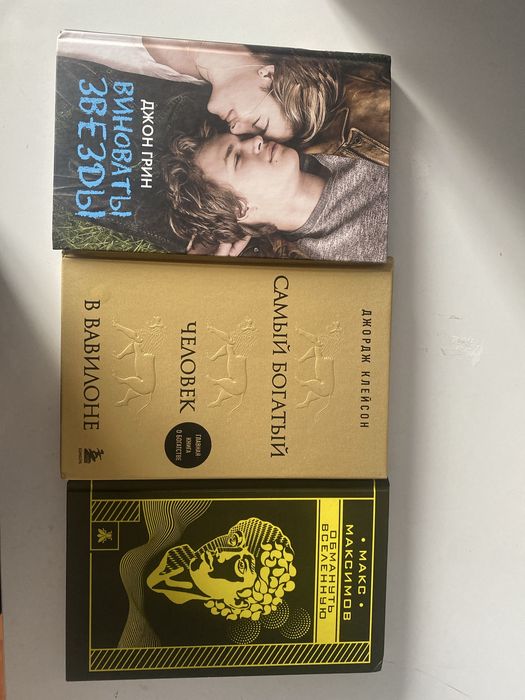 ДЖОН ГРИН
ВИНОВАТЫ
ЗВЕЗДЫ
ДЖОРДЖ КЛЕЙСОН
САМЫЙ БОГАТЫЙ
ЧЕЛОВЕК
В ВАВИЛОНЕ
ГЛАВНАЯ
КНИГА
О БОГАТСТВЕ
• МАКС •
МАКСИМОВ
ОБМАНУТЬ
ВСЕЛЕННУЮ